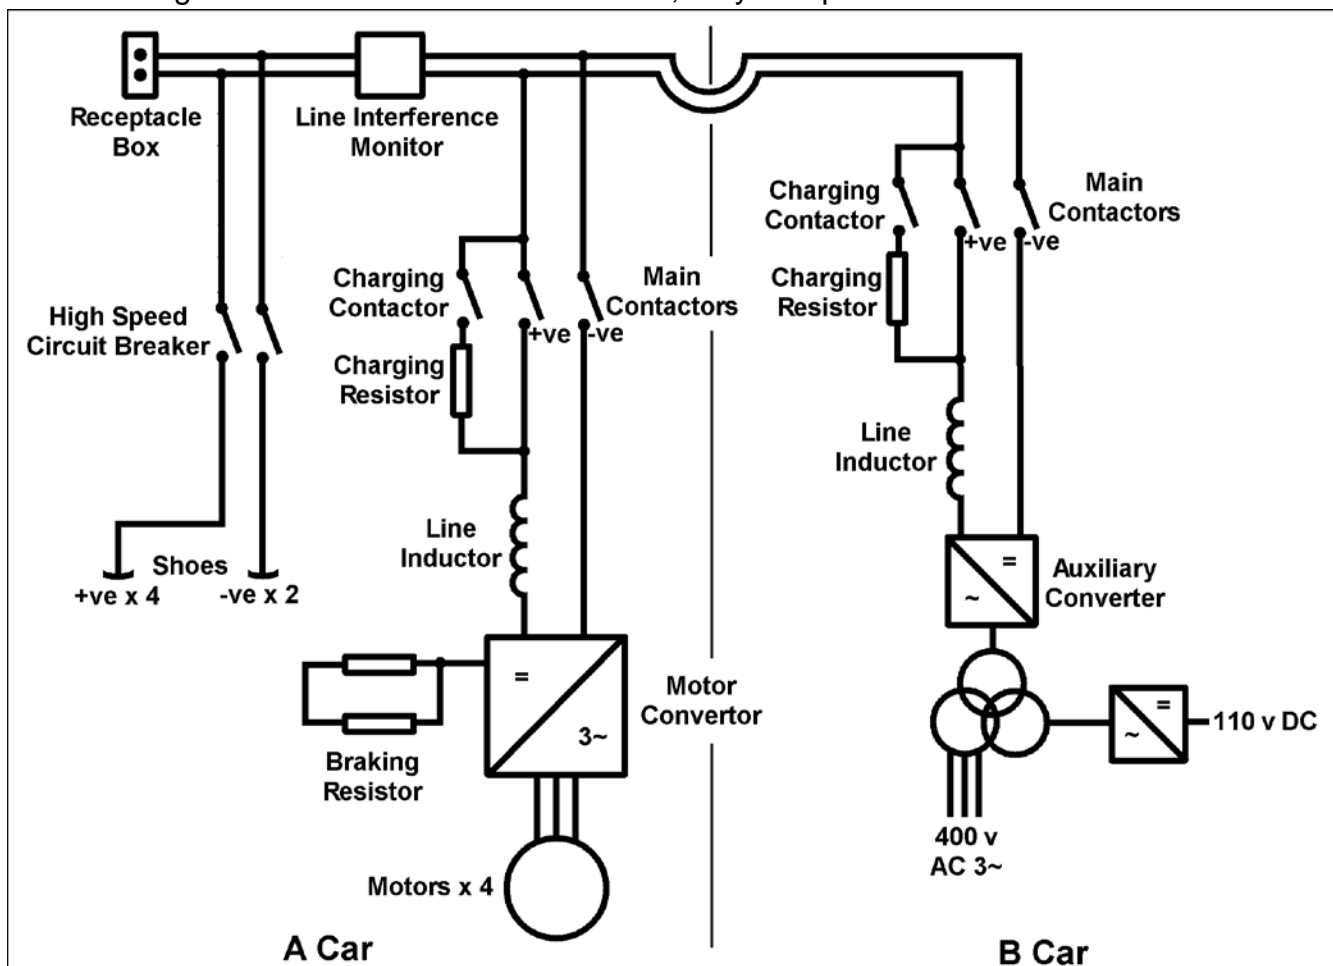 Receptacle
Box
Line Interference
Monitor
High Speed
Circuit Breaker
Shoes
+ve x 4
-ve x 2
Charging
Contactor
+ve
-ve
Main
Contactors
Charging
Resistor
Line
Inductor
=
3~
Motor
Convertor
Braking
Resistor
Motors x 4
A Car
Charging
Contactor
+ve
-ve
Main
Contactors
Charging
Resistor
Line
Inductor
=
~
Auxiliary
Converter
=
~
110 v DC
400 v
AC 3~
B Car